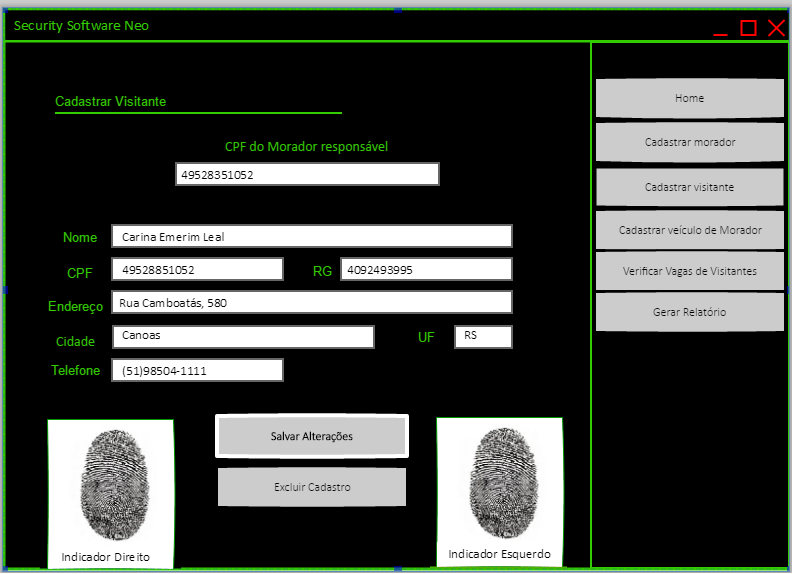 Security Software Neo
Cadastrar Visitante
CPF do Morador responsável
49528351052
Nome
Carina Emerim Leal
CPF
49528851052
RG
4092493995
Endereço
Rua Camboatás, 580
Cidade
Canoas
UF
RS
Telefone
(51)98504-1111
Salvar Alterações
Excluir Cadastro
Indicador Direito
Indicador Esquerdo
Home
Cadastrar morador
Cadastrar visitante
Cadastrar veículo de Morador
Verificar Vagas de Visitantes
Gerar Relatório